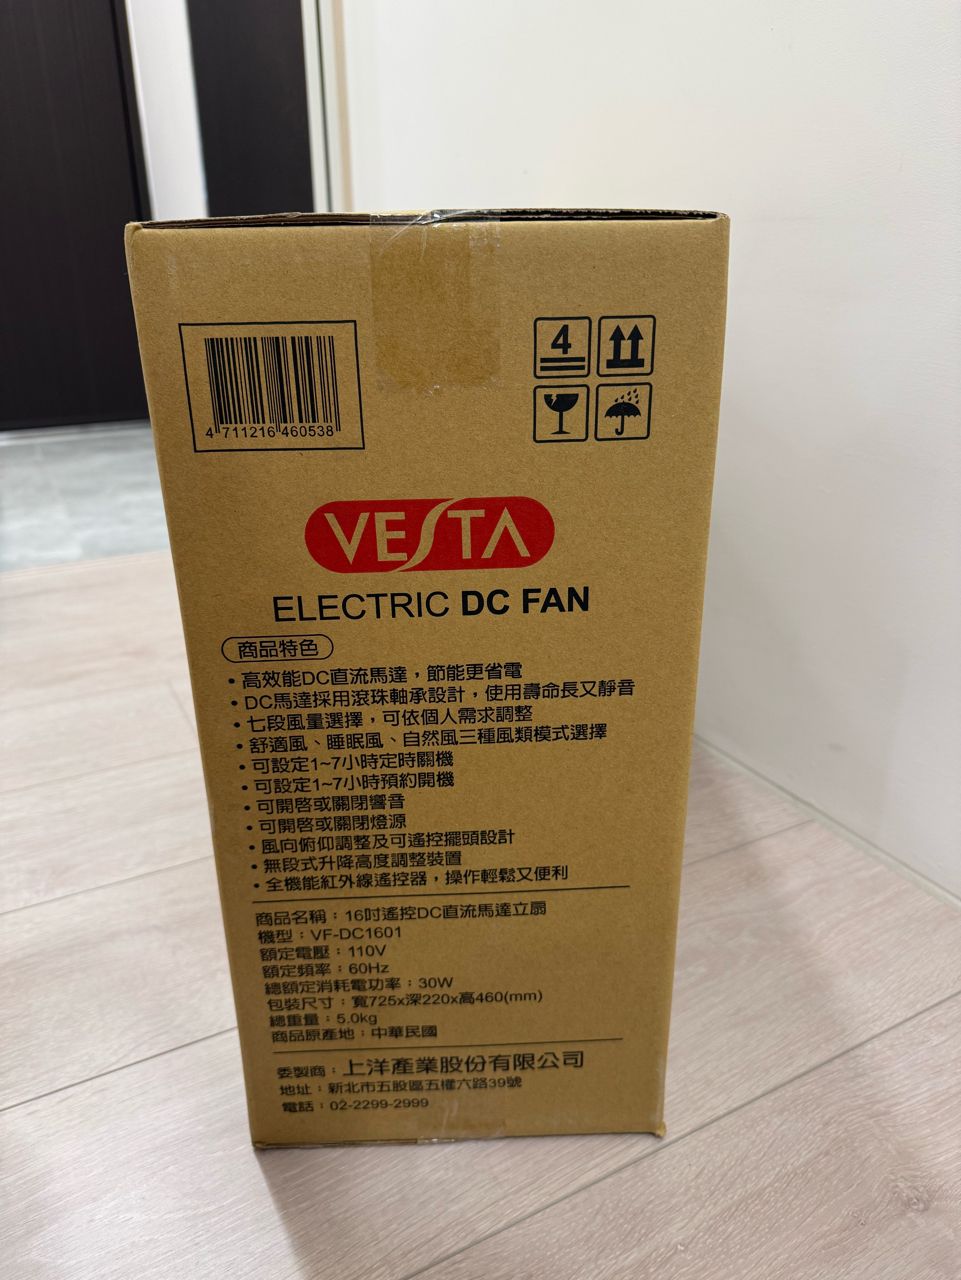 4 711216 460538
4
VESTA
ELECTRIC DC FAN
商品特色
•高效能DC直流馬達，節能更省電
•DC馬達採用滾珠軸承設計，使用壽命長又靜音
•七段風量選擇，可依個人需求調整
•舒適風、睡眠風、自然風三種風類模式選擇
•可設定1~7小時定時關機
•可設定1~7小時預約開機
•可開啓或關閉響音
•可開啓或關閉燈源
•風向俯仰調整及可遙控擺頭設計
•無段式升降高度調整裝置
•全機能紅外線遙控器，操作輕鬆又便利
商品名稱：16吋遙控DC直流馬達立扇
機型：VF-DC1601
額定電壓：110V
額定頻率：60Hz
總額定消耗電功率：30W
包裝尺寸：寬725x深220x高460(mm)
總重量：5.0kg
商品原產地：中華民國
委製商：上洋產業股份有限公司
地址：新北市五股區五權六路39號
電話：02-2299-2999